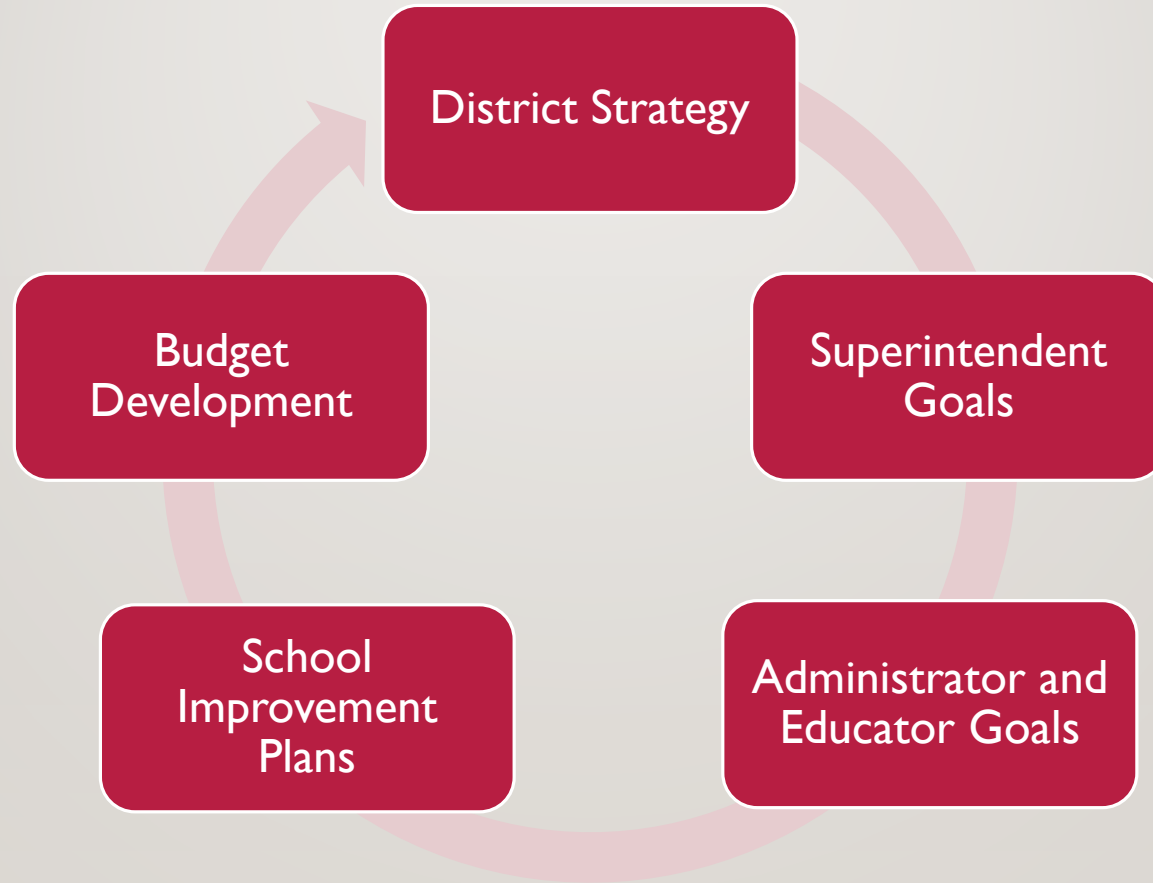 District Strategy
Superintendent
Goals
Administrator and
Educator Goals
School
Improvement
Plans
Budget
Development